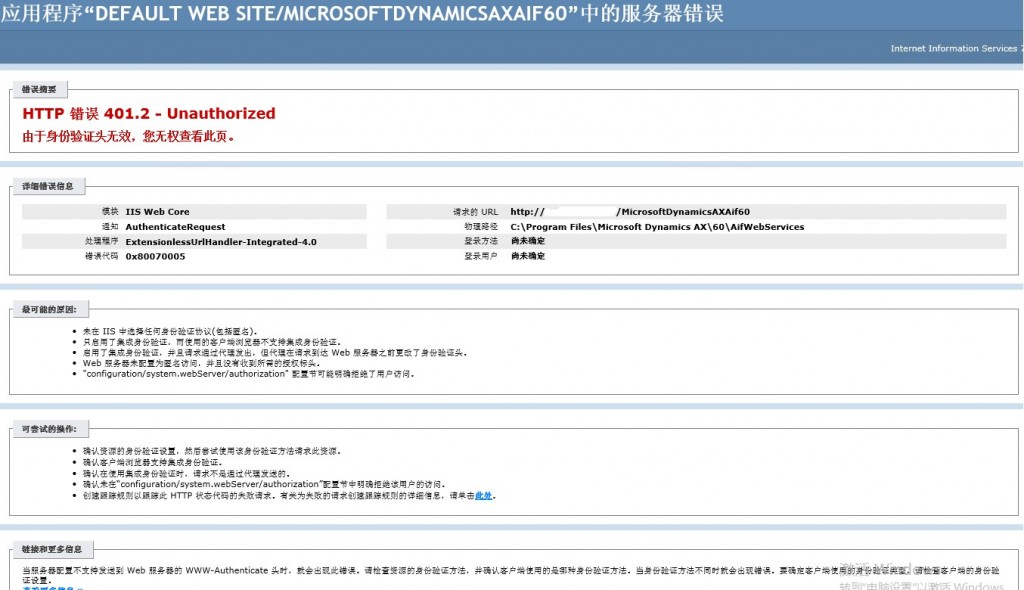 应用程序“DEFAULT WEB SITE/MICROSOFTDYNAMICSAXAIF60”中的服务器错误
Internet Information Services 7
错误摘要
HTTP 错误 401.2 - Unauthorized
由于身份验证头无效，您无权查看此页。
详细错误信息
模块 IIS Web Core
通知 AuthenticateRequest
处理程序 ExtensionlessUrlHandler-Integrated-4.0
错误代码 0x80070005
请求的 URL http:// /MicrosoftDynamicsAXAif60
物理路径 C:\Program Files\Microsoft Dynamics AX\60\AifWebServices
登录方法 尚未确定
登录用户 尚未确定
最可能的原因:
• 未在 IIS 中选择任何身份验证协议(包括匿名)。
• 只启用了集成身份验证，而使用的客户端浏览器不支持集成身份验证。
• 启用了集成身份验证，并且请求通过代理发出，但代理在请求到达 Web 服务器之前更改了身份验证头。
• Web 服务器未配置为匿名访问，并且没有收到所需的授权标头。
• "configuration/system.webServer/authorization" 配置节可能明确拒绝了用户访问。
可尝试的操作:
• 确认资源的身份验证设置，然后尝试使用该身份验证方法请求此资源。
• 确认客户端浏览器支持集成身份验证。
• 确认在使用集成身份验证时，请求不是通过代理发送的。
• 确认未在“configuration/system.webServer/authorization”配置节中明确拒绝该用户的访问。
• 创建跟踪规则以跟踪此 HTTP 状态代码的失败请求。有关为失败的请求创建跟踪规则的详细信息，请单击此处。
链接和更多信息
当服务器配置不支持发送到 Web 服务器的 WWW-Authenticate 头时，就会出现此错误。请检查资源的身份验证方法，并确认客户端使用的是哪种身份验证方法。当身份验证方法不同时就会出现错误。要确定客户端使用的身份验证类型，请检查客户端的身份验
证设置。
激活 Windows
转到"电脑设置"以激活 Windows